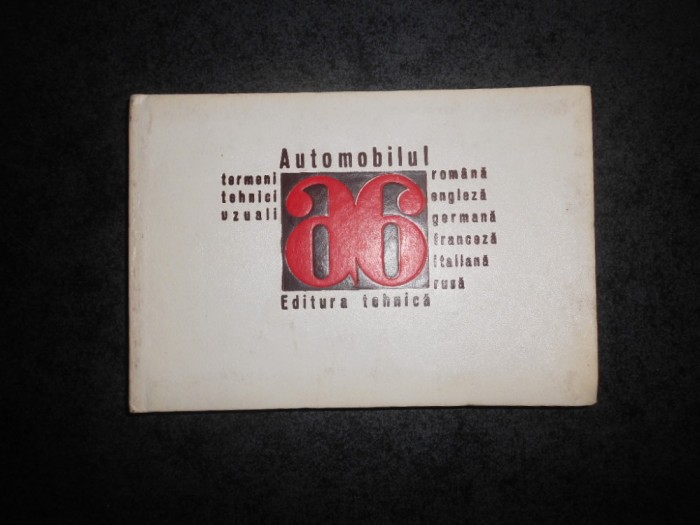 Automobilul
termeni
tehnici
uzuali
a6
română
engleză
germană
franceză
italiană
rusă
Editura tehnică